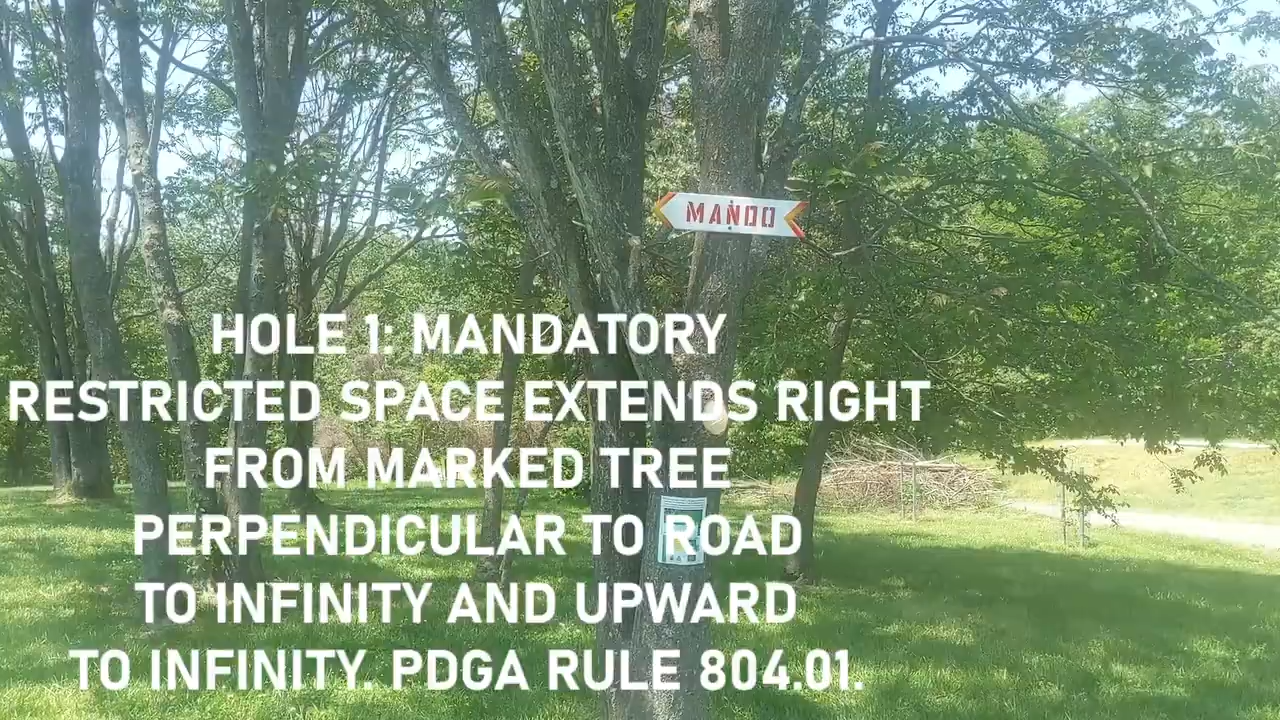 MANDO
HOLE 1: MANDATORY
RESTRICTED SPACE EXTENDS RIGHT
FROM MARKED TREE
PERPENDICULAR TO ROAD
TO INFINITY AND UPWARD
TO INFINITY. PDGA RULE 804.01.